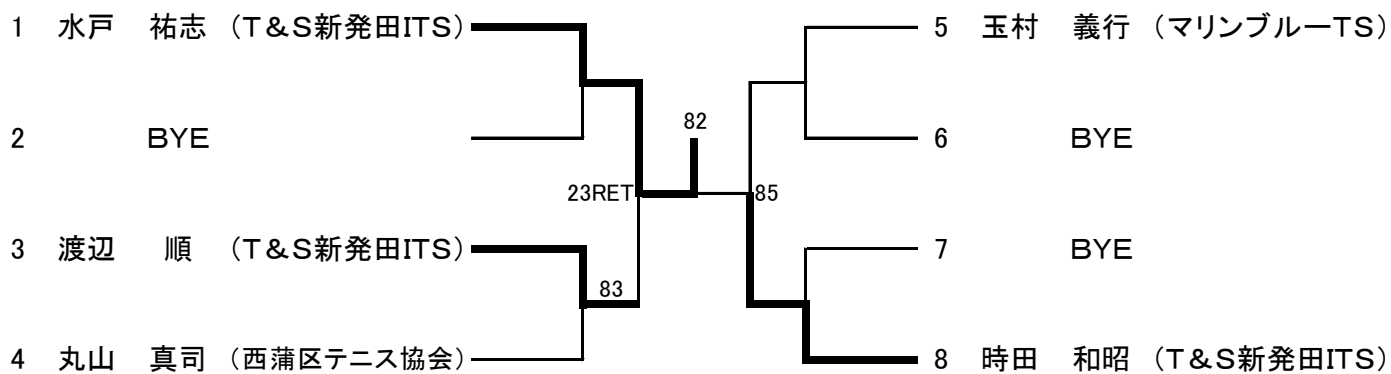 1 水戸 祐志 (T&S新発田ITS)
2 BYE
3 渡辺 順 (T&S新発田ITS)
4 丸山 真司 (西蒲区テニス協会)
83
23RET
82
85
5 玉村 義行 (マリンブルーTS)
6 BYE
7 BYE
8 時田 和昭 (T&S新発田ITS)